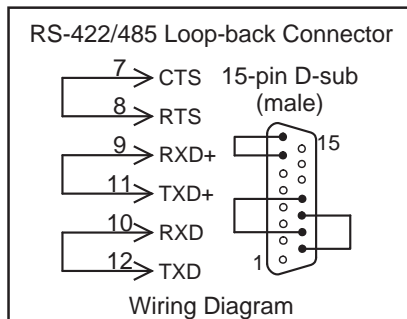 RS-422/485 Loop-back Connector
7 CTS
8 RTS
9 RXD+
11 TXD+
10 RXD
12 TXD
15-pin D-sub
(male)
15
1
Wiring Diagram